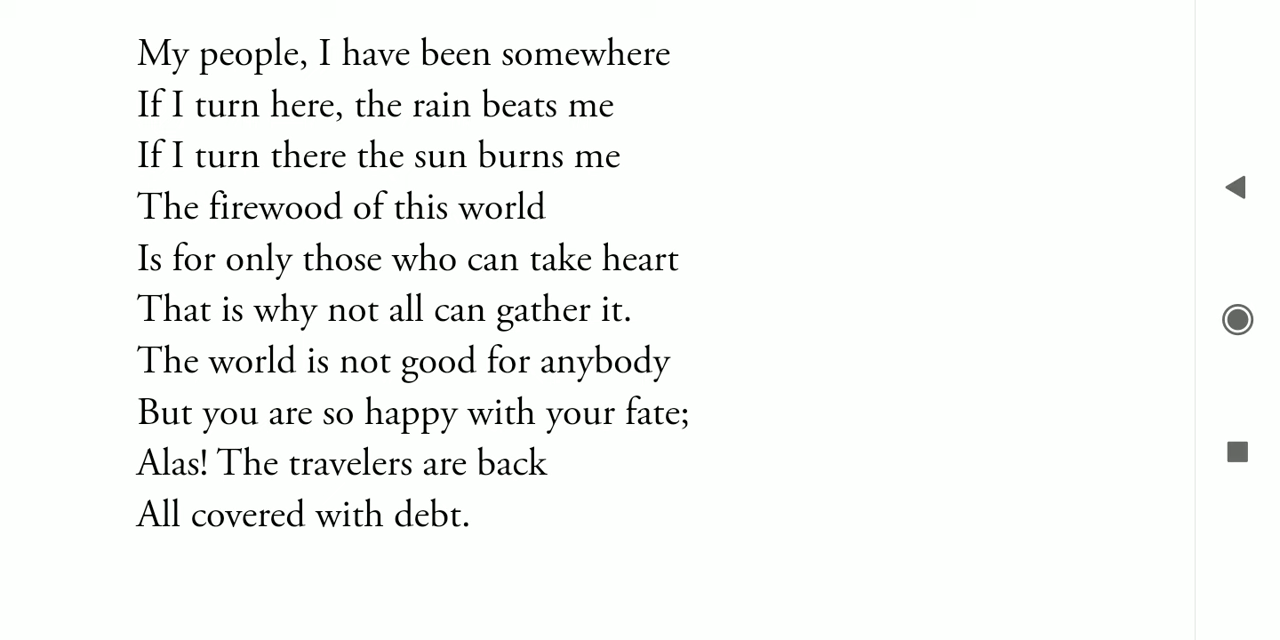 My people, I have been somewhere
If I turn here, the rain beats me
If I turn there the sun burns me
The firewood of this world
Is for only those who can take heart
That is why not all can gather it.
The world is not good for anybody
But you are so happy with your fate;
Alas! The travelers are back
All covered with debt.